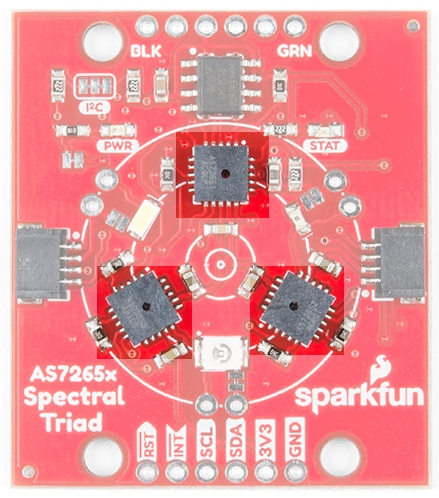 BLK
GRN
I²C
PWR
STAT
AS7265x
Spectral
Triad
sparkfun
RST
INT
SCL
SDA
3V3
GND